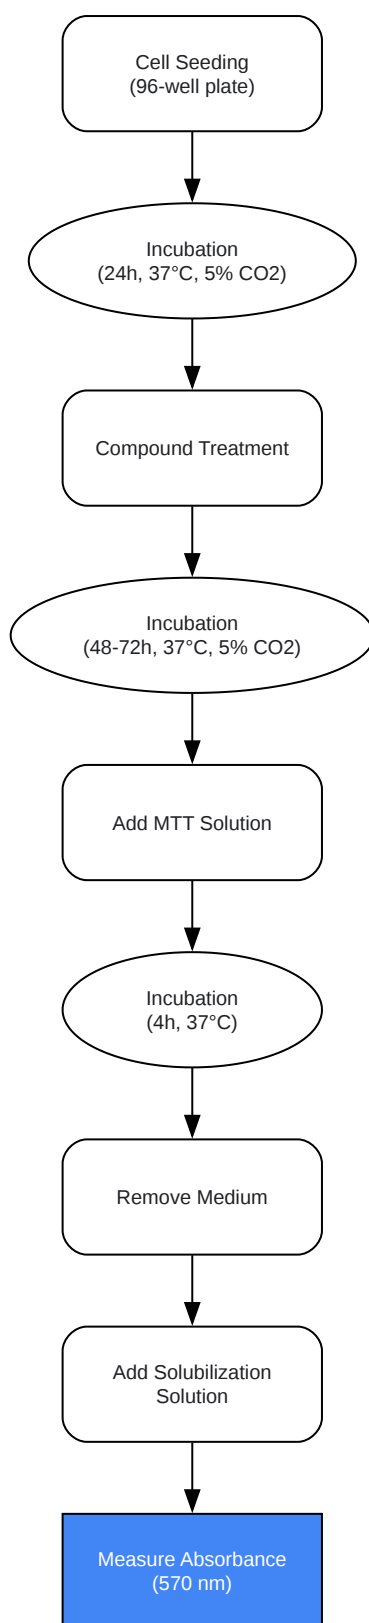 Cell Seeding
(96-well plate)
Incubation
(24h, 37°C, 5% CO2)
Compound Treatment
Incubation
(48-72h, 37°C, 5% CO2)
Add MTT Solution
Incubation
(4h, 37°C)
Remove Medium
Add Solubilization
Solution
Measure Absorbance
(570 nm)